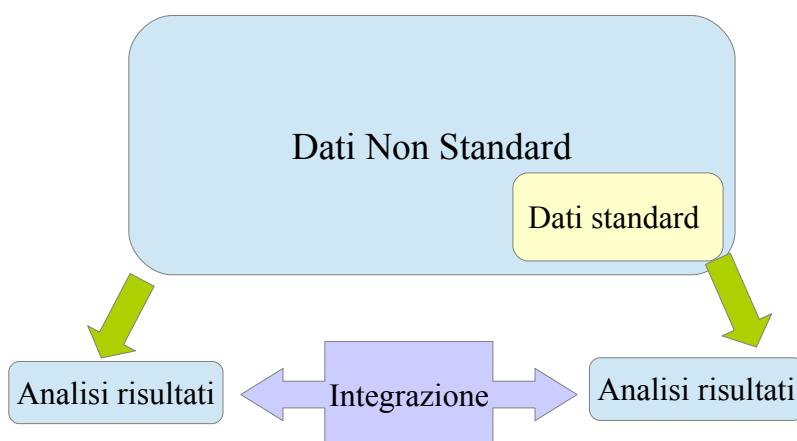 Dati Non Standard
Dati standard
Analisi risultati
Integrazione
Analisi risultati